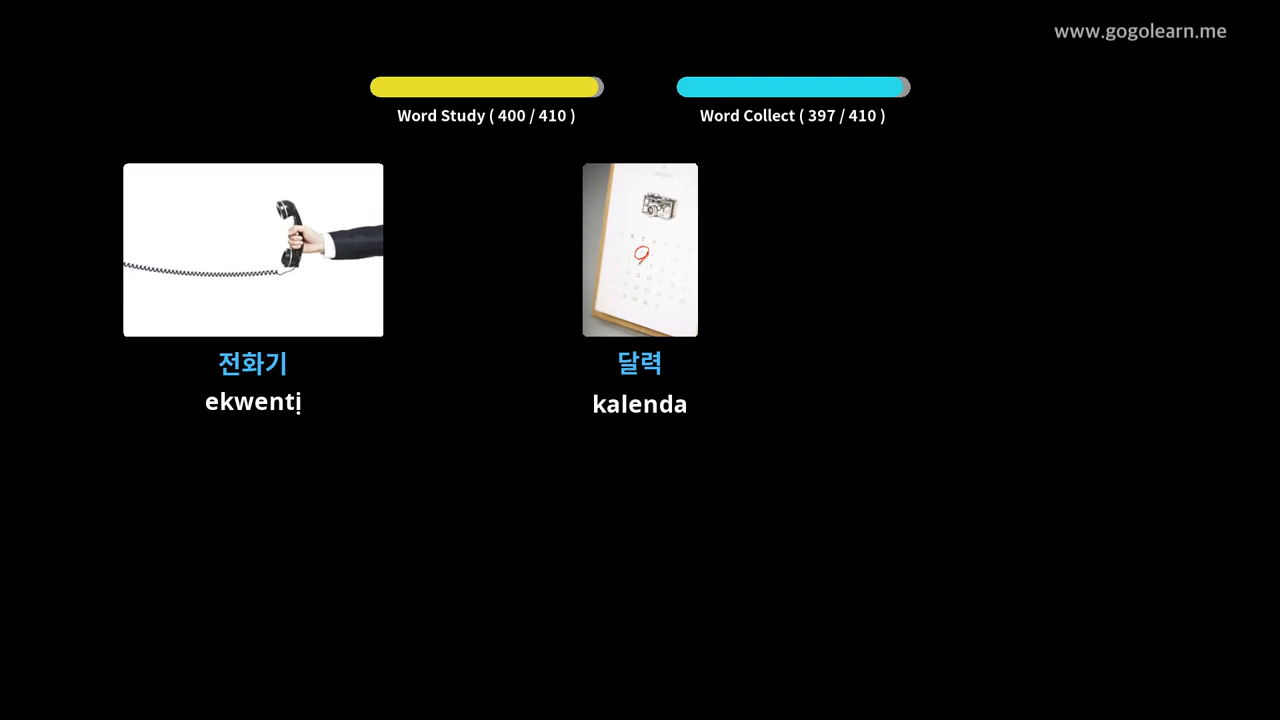 www.gogolearn.me
Word Study ( 400 / 410 )
Word Collect ( 397 / 410 )
전화기
ekwentị
달력
kalenda